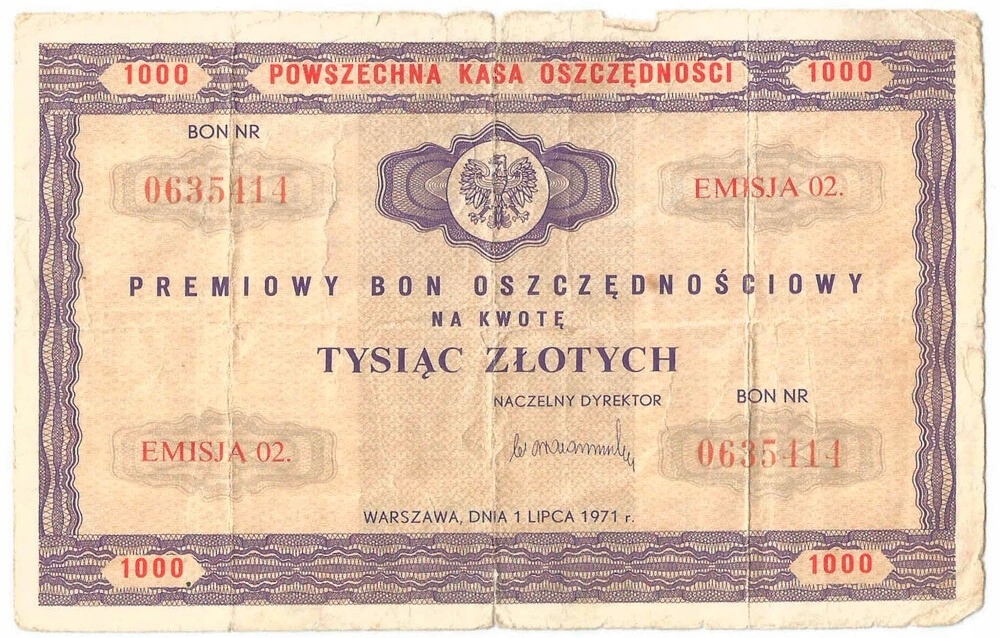 1000 POWSZECHNA KASA OSZCZĘDNOŚCI 1000
BON NR
0635414
EMISJA 02.
PREMIOWY BON OSZCZĘDNOŚCIOWY
NA KWOTĘ
TYSIĄC ZŁOTYCH
NACZELNY DYREKTOR
BON NR
EMISJA 02.
0635414
WARSZAWA, DNIA 1 LIPCA 1971 r.
1000
1000